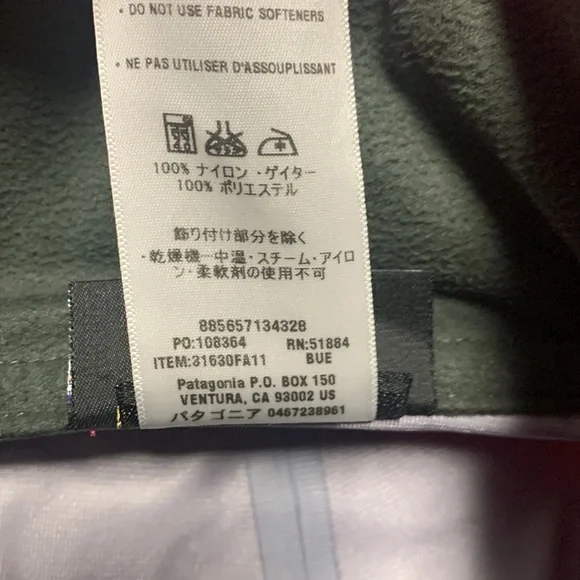 • DO NOT USE FABRIC SOFTENERS
• NE PAS UTILISER D'ASSOUPLISSANT
100% ナイロン・ゲイター
100% ポリエステル
飾り付け部分を除く
・乾燥機－中温・スチーム・アイロ
ン・柔軟剤の使用不可
885657134328
PO:108364 RN:51884
ITEM:31630FA11 BUE
Patagonia P.O. BOX 150
VENTURA, CA 93002 US
パタゴニア 0467238961